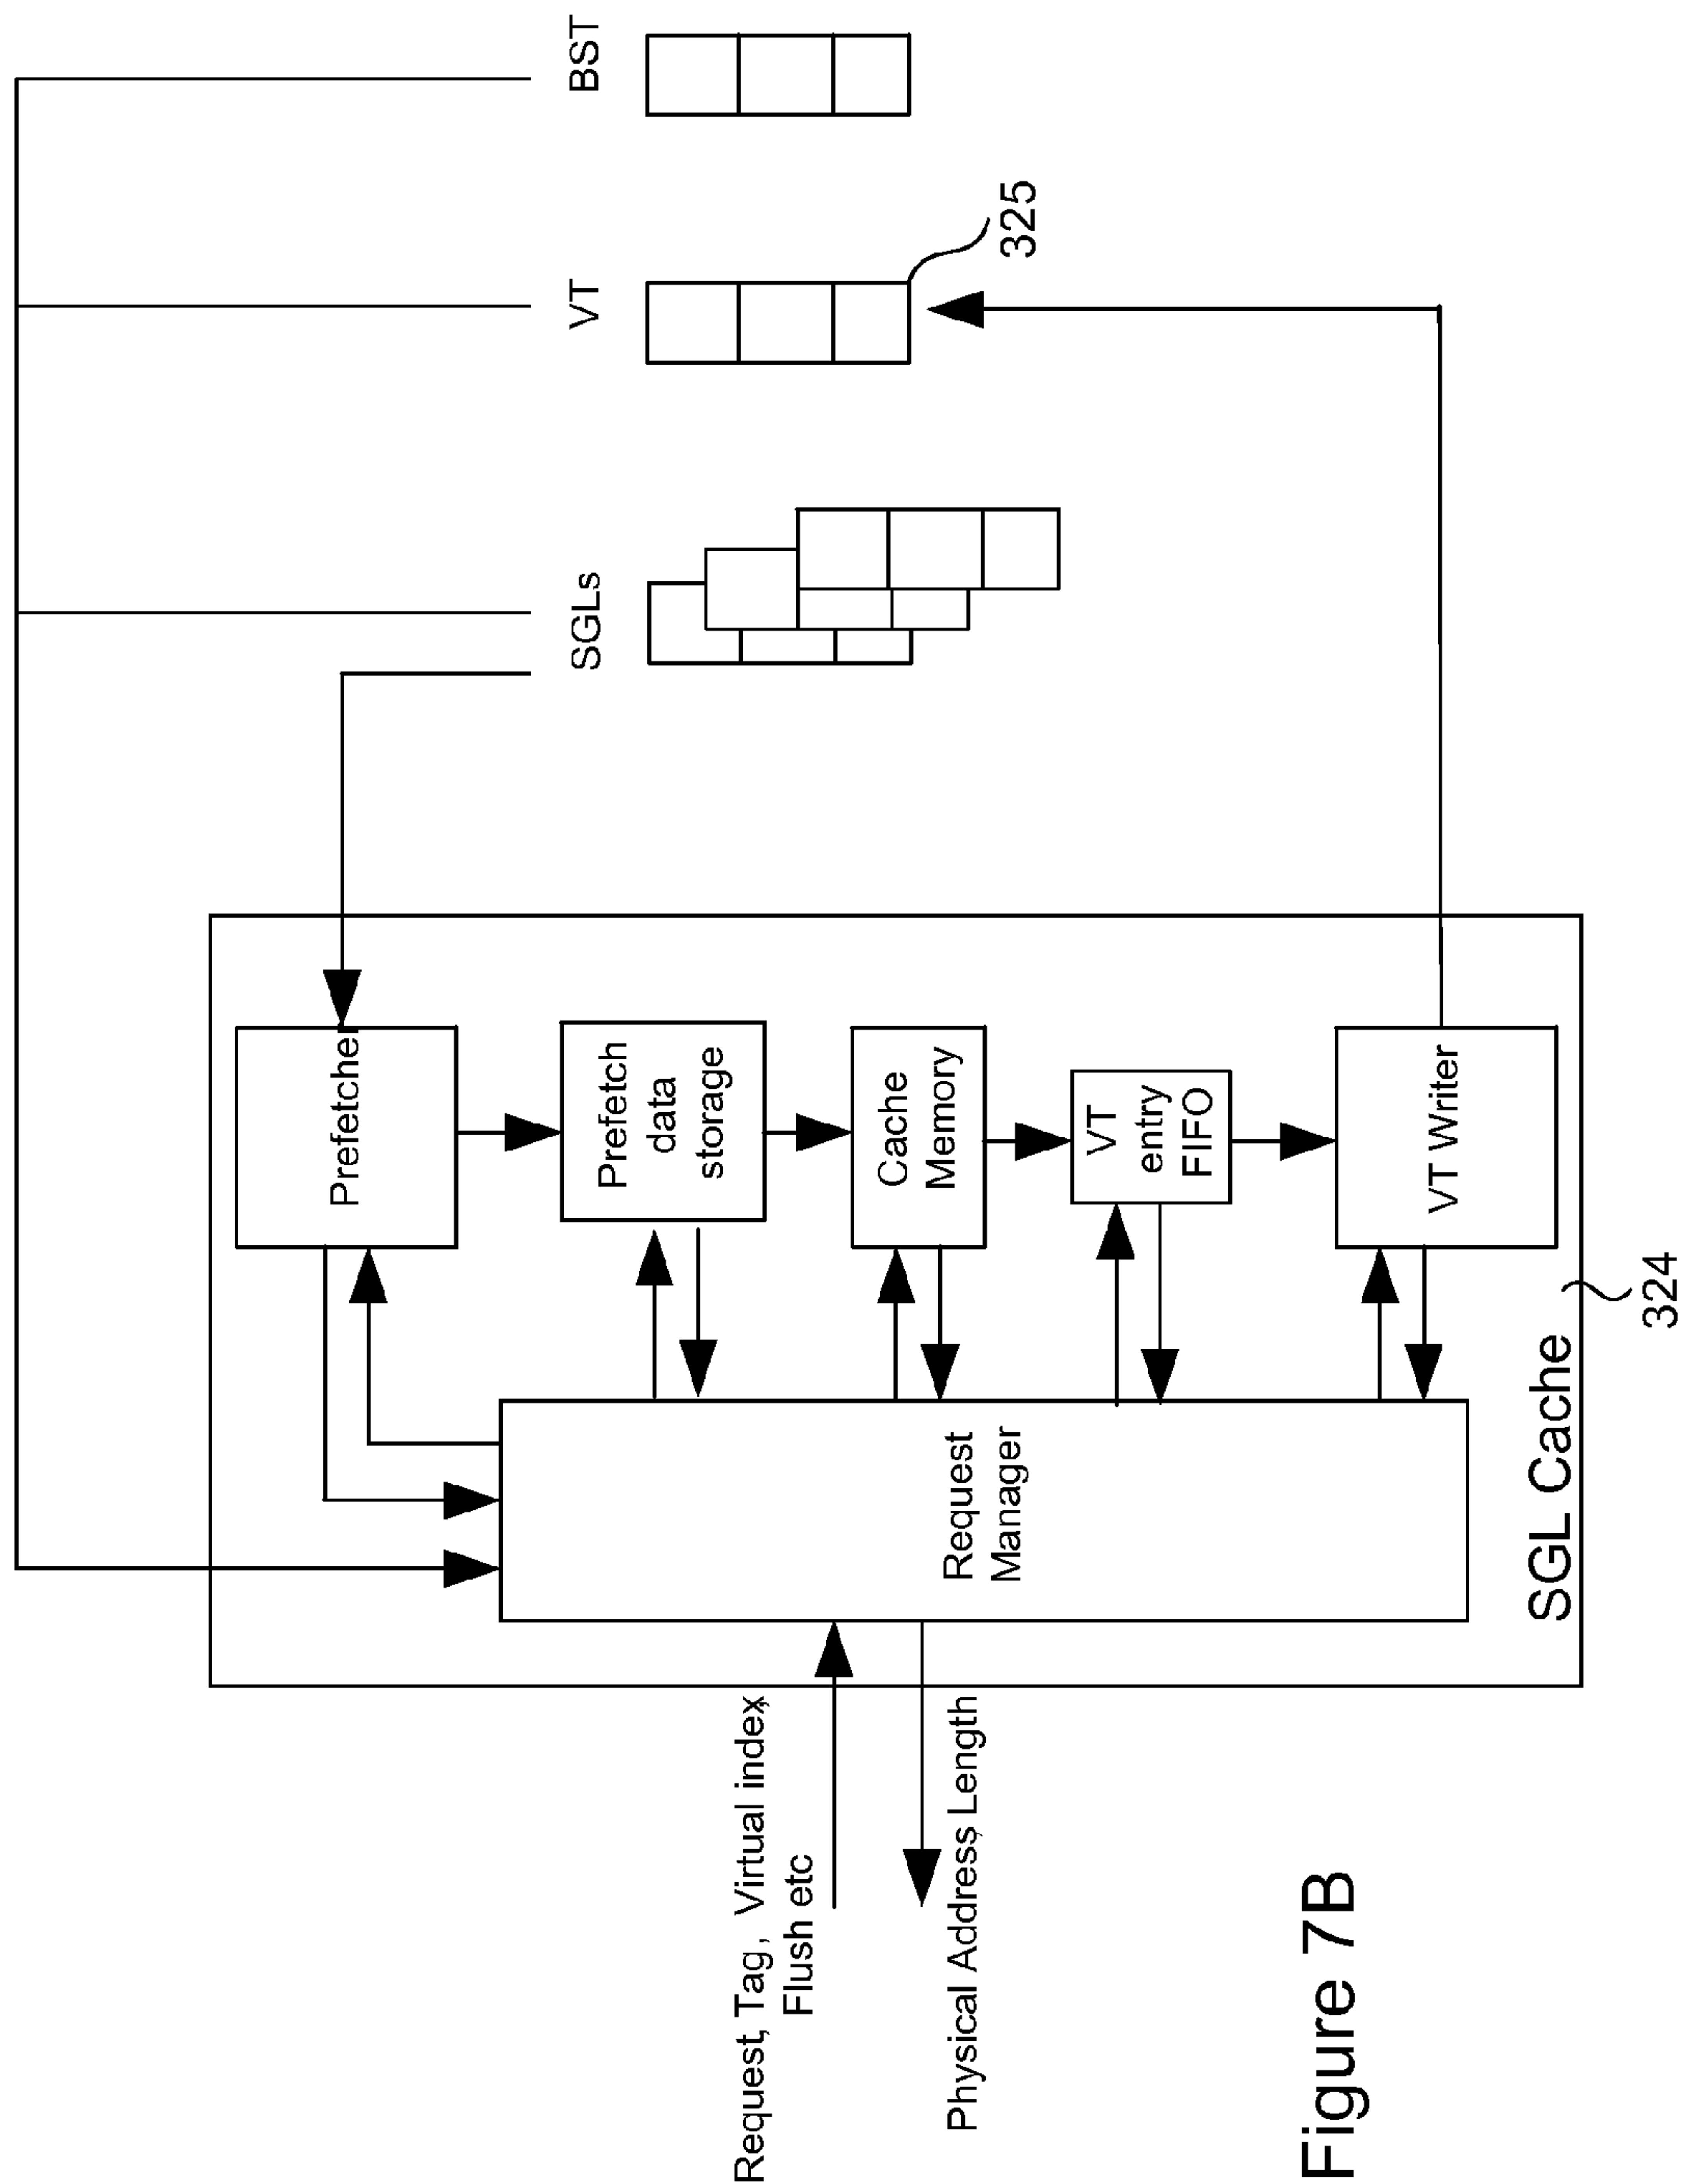 Request, Tag, Virtual index,
Flush etc
Physical Address, Length
Request
Manager
Prefetcher
Prefetch
data
storage
Cache
Memory
VT
entry
FIFO
VT Writer
SGL Cache
324
SGLs
VT
325
BST
Figure 7B